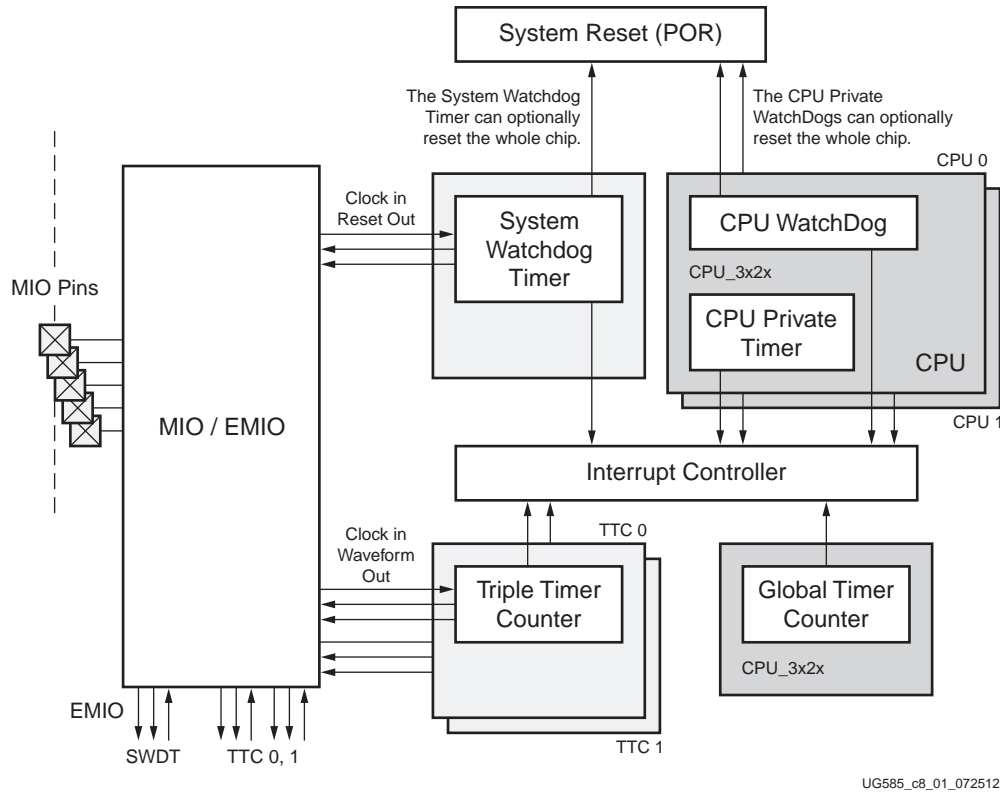 System Reset (POR)
The System Watchdog
Timer can optionally
reset the whole chip.
The CPU Private
WatchDogs can optionally
reset the whole chip.
CPU 0
Clock in
Reset Out
System
Watchdog
Timer
CPU WatchDog
CPU_3x2x
MIO Pins
CPU Private
Timer
CPU
CPU 1
MIO / EMIO
Interrupt Controller
TTC 0
Clock in
Waveform
Out
Triple Timer
Counter
Global Timer
Counter
CPU_3x2x
EMIO
SWDT
TTC 0, 1
TTC 1
UG585_c8_01_072512